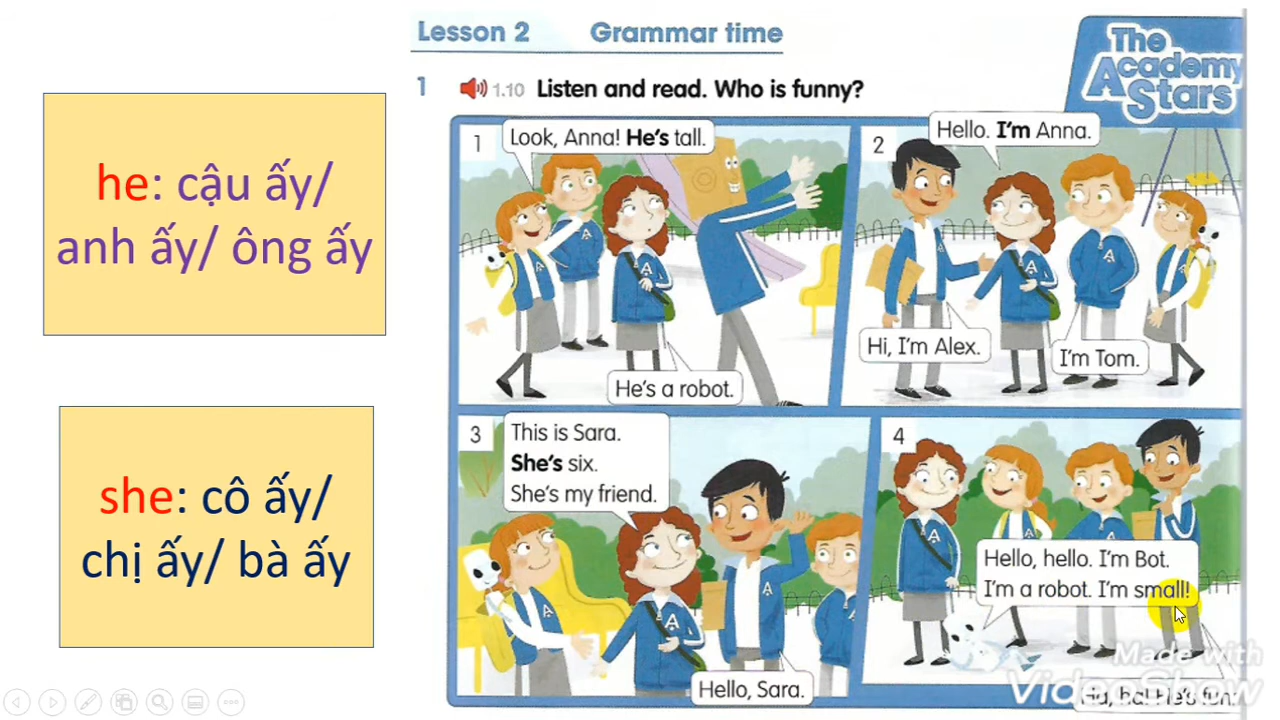 he: cậu ấy/
anh ấy/ ông ấy
she: cô ấy/
chị ấy/ bà ấy
Lesson 2 Grammar time
The
Academy
Stars
1 1.10 Listen and read. Who is funny?
1
Look, Anna! He's tall.
He's a robot.
2
Hello. I'm Anna.
Hi, I'm Alex.
I'm Tom.
3
This is Sara.
She's six.
She's my friend.
Hello, Sara.
4
Hello, hello. I'm Bot.
I'm a robot. I'm small!
Ha, ha! He's
Made with
VideoShow